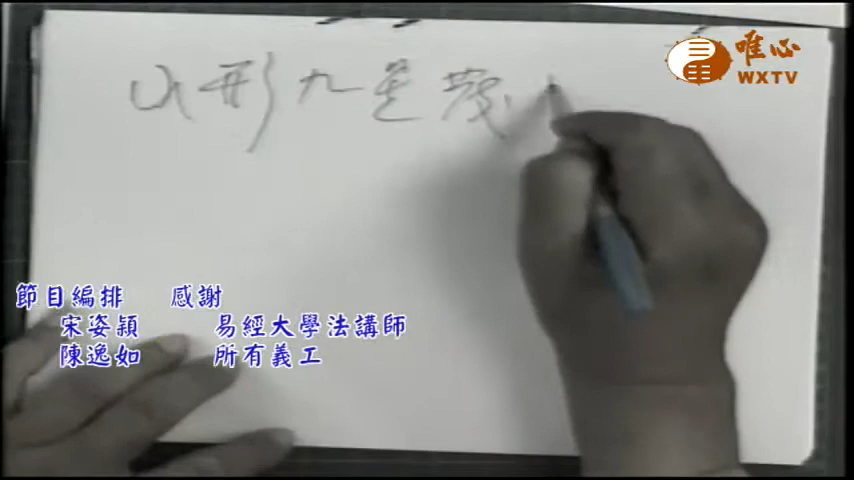 山形九星
唯心
WXTV
節目編排 感謝
宋姿穎 易經大學法講師
陳逸如 所有義工